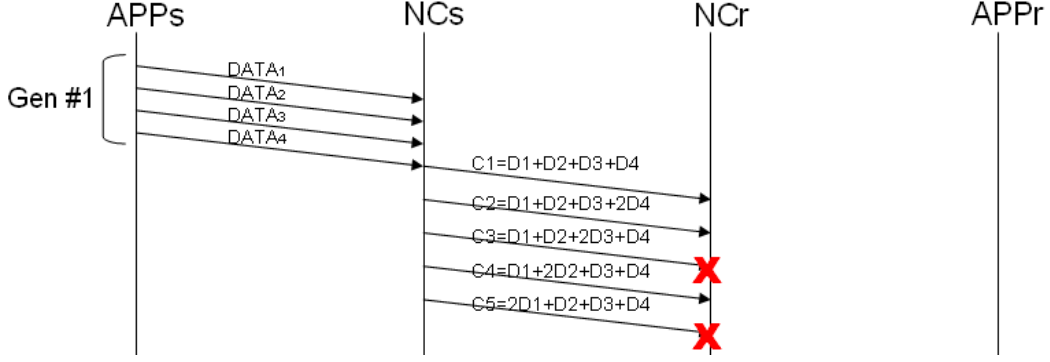 APPs NCs NCr APPr
Gen #1
DATA₁
DATA₂
DATA₃
DATA₄
C1=D1+D2+D3+D4
C2=D1+D2+D3+2D4
C3=D1+D2+2D3+D4
C4=D1+2D2+D3+D4
C5=2D1+D2+D3+D4